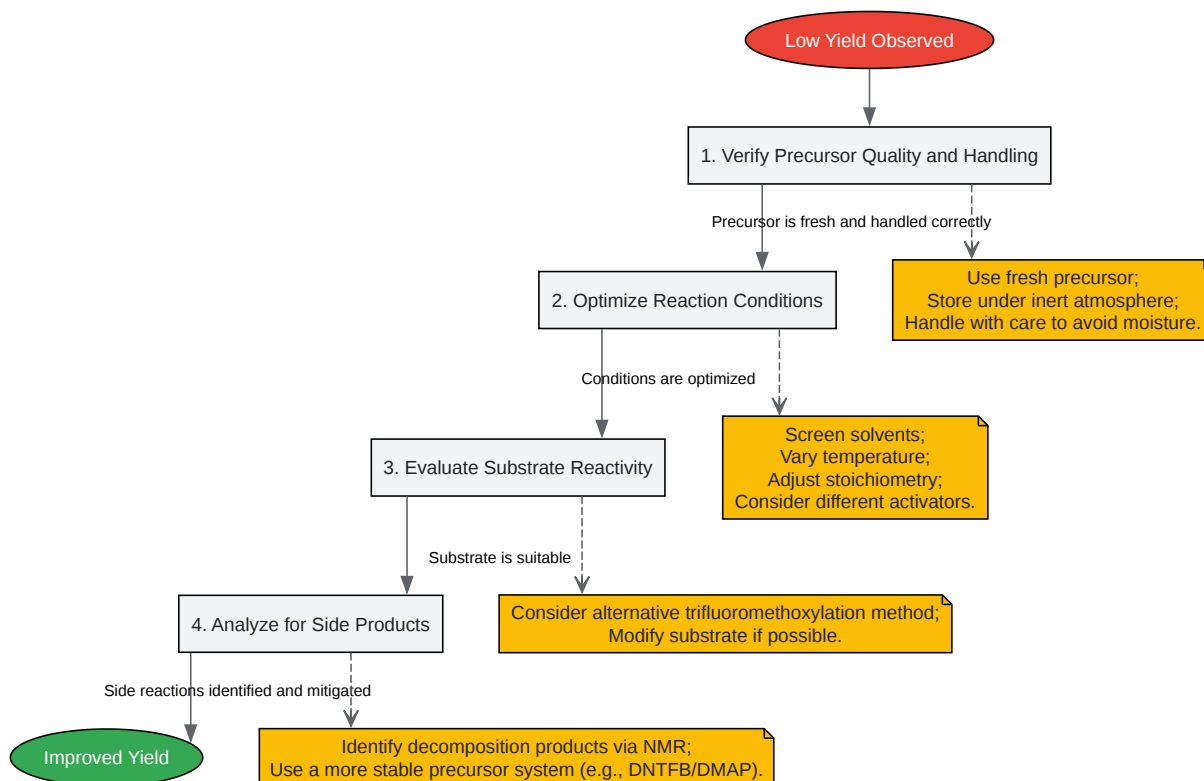 Low Yield Observed
1. Verify Precursor Quality and Handling
Precursor is fresh and handled correctly
Use fresh precursor;
Store under inert atmosphere;
Handle with care to avoid moisture.
2. Optimize Reaction Conditions
Conditions are optimized
Screen solvents;
Vary temperature;
Adjust stoichiometry;
Consider different activators.
3. Evaluate Substrate Reactivity
Substrate is suitable
Consider alternative trifluoromethoxylation method;
Modify substrate if possible.
4. Analyze for Side Products
Side reactions identified and mitigated
Identify decomposition products via NMR;
Use a more stable precursor system (e.g., DNTFB/DMAP).
Improved Yield